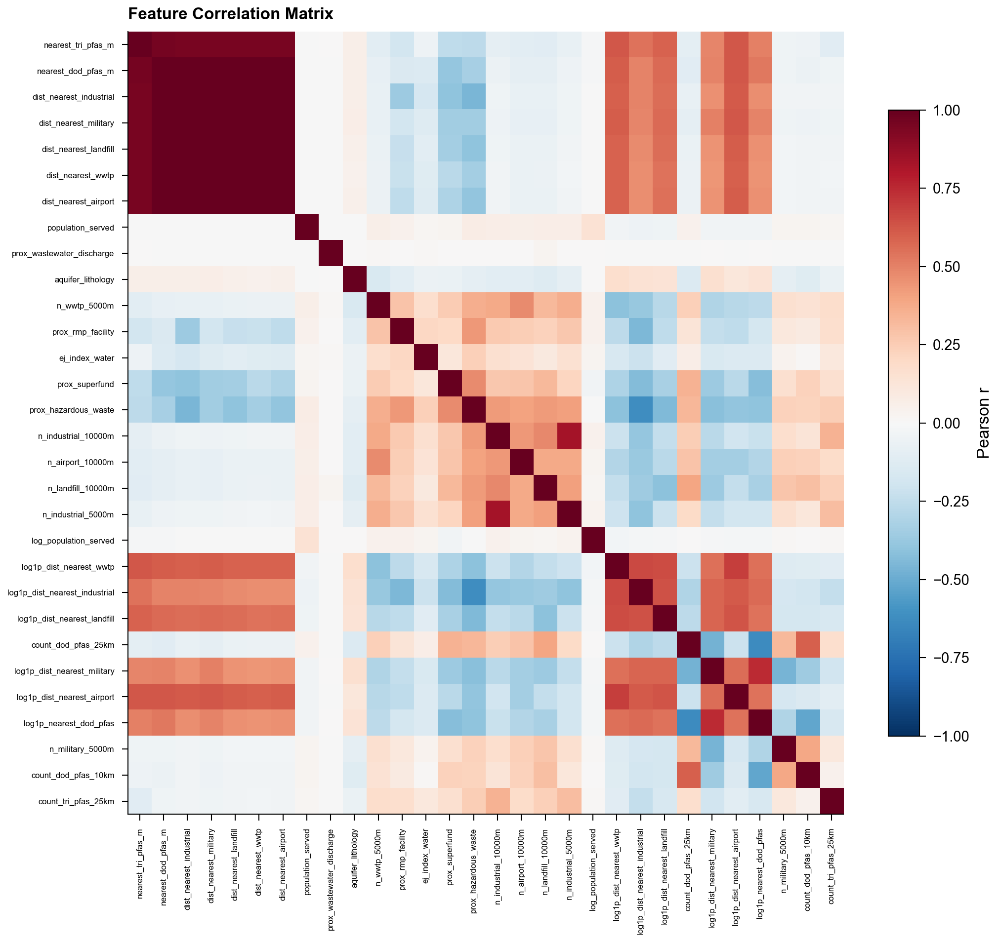 Feature Correlation Matrix
nearest_tri_pfas_m
nearest_dod_pfas_m
dist_nearest_industrial
dist_nearest_military
dist_nearest_landfill
dist_nearest_wwtp
dist_nearest_airport
population_served
prox_wastewater_discharge
aquifer_lithology
n_wwtp_5000m
prox_rmp_facility
ej_index_water
prox_superfund
prox_hazardous_waste
n_industrial_10000m
n_airport_10000m
n_landfill_10000m
n_industrial_5000m
log_population_served
log1p_dist_nearest_wwtp
log1p_dist_nearest_industrial
log1p_dist_nearest_landfill
count_dod_pfas_25km
log1p_dist_nearest_military
log1p_dist_nearest_airport
log1p_nearest_dod_pfas
n_military_5000m
count_dod_pfas_10km
count_tri_pfas_25km
nearest_tri_pfas_m
nearest_dod_pfas_m
dist_nearest_industrial
dist_nearest_military
dist_nearest_landfill
dist_nearest_wwtp
dist_nearest_airport
population_served
prox_wastewater_discharge
aquifer_lithology
n_wwtp_5000m
prox_rmp_facility
ej_index_water
prox_superfund
prox_hazardous_waste
n_industrial_10000m
n_airport_10000m
n_landfill_10000m
n_industrial_5000m
log_population_served
log1p_dist_nearest_wwtp
log1p_dist_nearest_industrial
log1p_dist_nearest_landfill
count_dod_pfas_25km
log1p_dist_nearest_military
log1p_dist_nearest_airport
log1p_nearest_dod_pfas
n_military_5000m
count_dod_pfas_10km
count_tri_pfas_25km
1.00
0.75
0.50
0.25
0.00
−0.25
−0.50
−0.75
−1.00
Pearson r